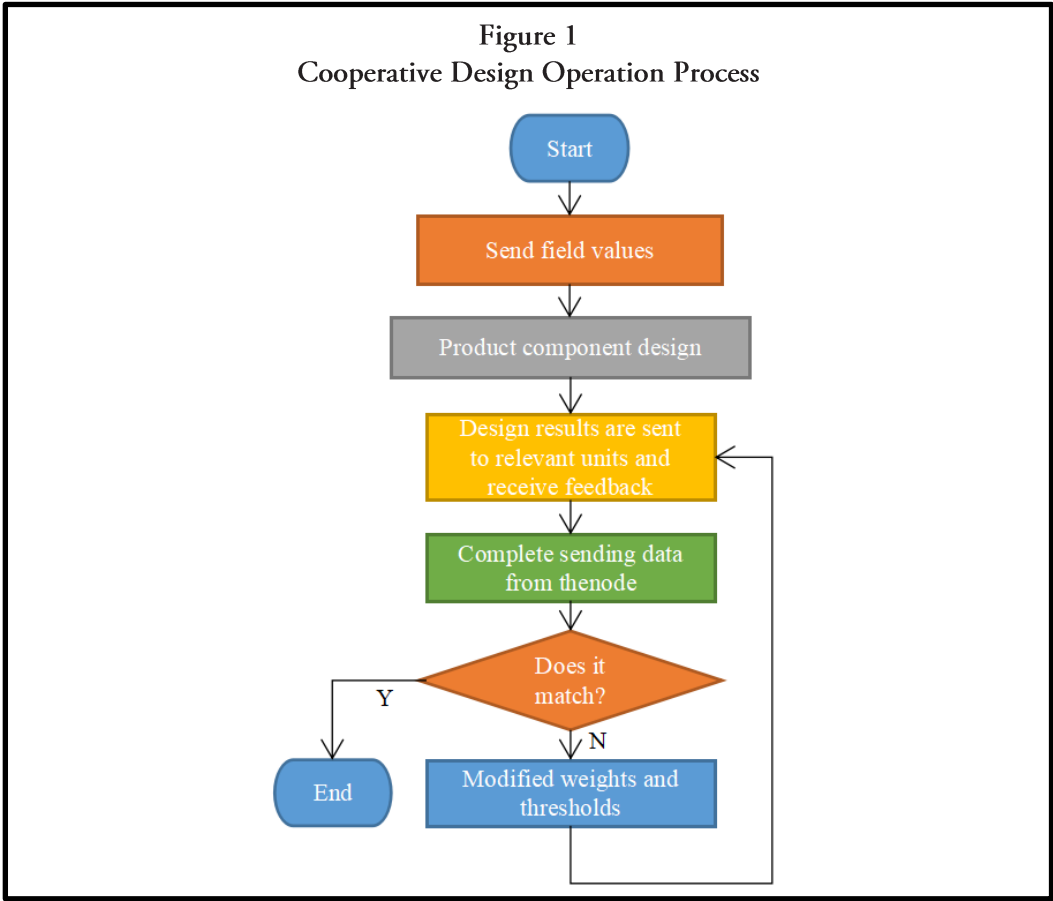 Figure 1
Cooperative Design Operation Process
Start
Send field values
Product component design
Design results are sent
to relevant units and
receive feedback
Complete sending data
from thenode
Does it
match?
Y
N
End
Modified weights and
thresholds